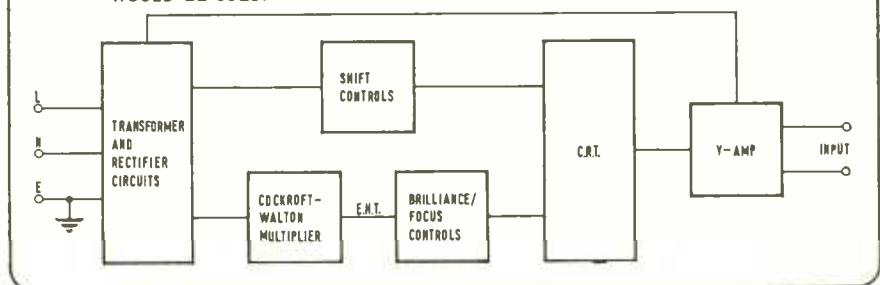 L
N
E
TRANSFORMER
AND
RECTIFIER
CIRCUITS
SHIFT
CONTROLS
COCKROFT-
WALTON
MULTIPLIER
E.H.T.
BRILLIANCE/
FOCUS
CONTROLS
C.R.T.
Y-AMP
INPUT